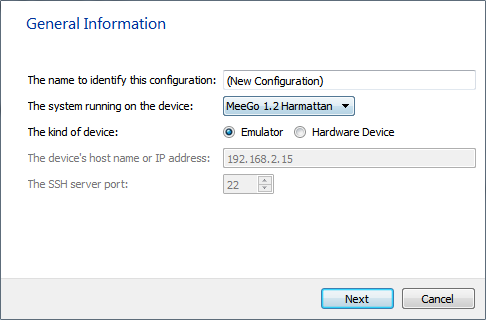 General Information
The name to identify this configuration: (New Configuration)
The system running on the device: MeeGo 1.2 Harmattan
The kind of device: Emulator Hardware Device
The device's host name or IP address: 192.168.2.15
The SSH server port: 22
Next Cancel